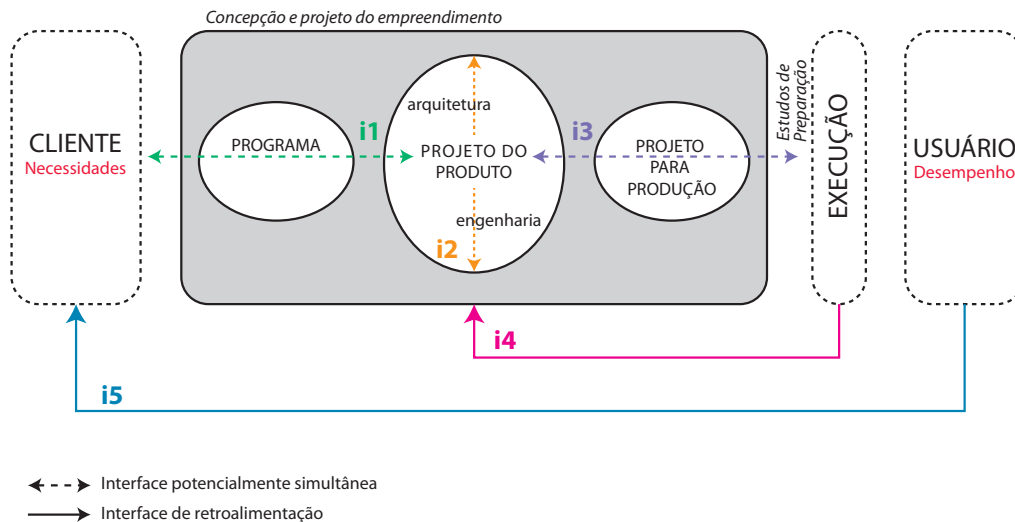 Concepção e projeto do empreendimento
CLIENTE
Necessidades
PROGRAMA
i1
arquitetura
PROJETO DO
PRODUTO
engenharia
i2
i3
PROJETO
PARA
PRODUÇÃO
Estudos de
Preparação
EXECUÇÃO
USUÁRIO
Desempenho
i4
i5
Interface potencialmente simultânea
Interface de retroalimentação